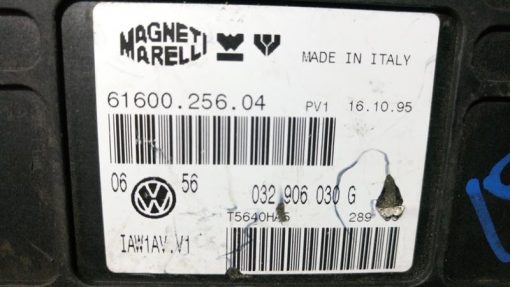 MAGNETI
MARELLI
MADE IN ITALY
61600.256.04 PV1 16.10.95
06 56 032 906 030 G
T5640HA5 289
IAW1AV.V1